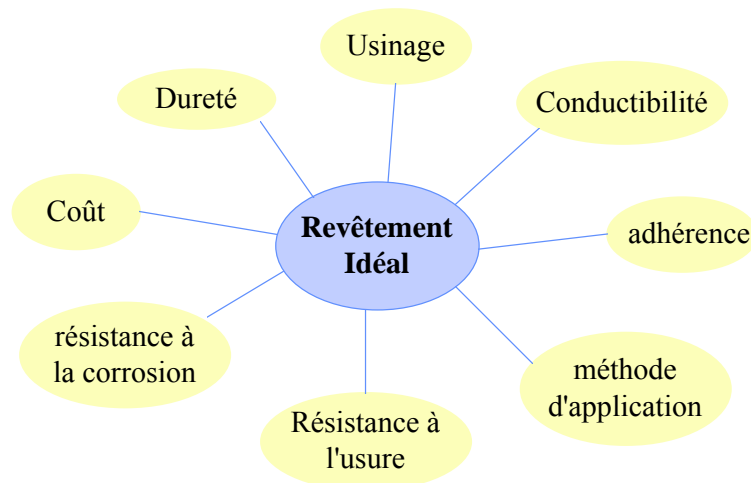 Usinage
Dureté
Conductibilité
Coût
Revêtement
Idéal
adhérence
résistance à
la corrosion
méthode
d'application
Résistance à
l'usure